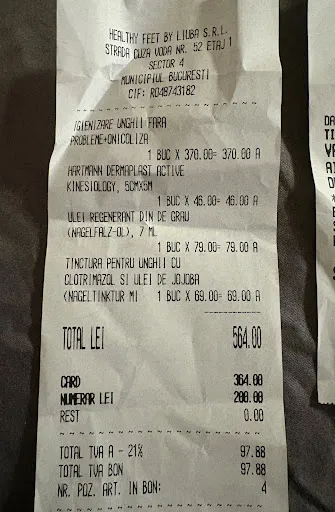 HEALTHY FEET BY LIUBA S.R.L.
STRADA CUZA VODA NR. 52 ETAJ 1
SECTOR 4
MUNICIPIUL BUCURESTI
CIF: RO48743182
IGIENIZARE UNGHII FARA
PROBLEME+ONICOLIZA
1 BUC X 370.00= 370.00 A
HARTMANN DERMAPLAST ACTIVE
KINESIOLOGY, 5CMX5M
1 BUC X 46.00= 46.00 A
ULEI REGENERANT DIN DE GRAU
(NAGELFALZ-OL), 7 ML
1 BUC X 79.00= 79.00 A
TINCTURA PENTRU UNGHII CU
CLOTRIMAZOL SI ULEI DE JOJOBA
(NAGELTINKTUR MI 1 BUC X 69.00= 69.00 A
TOTAL LEI 564.00
CARD 364.00
NUMERAR LEI 200.00
REST 0.00
TOTAL TVA A - 21% 97.88
TOTAL TVA BON 97.88
NR. POZ. ART. IN BON: 4